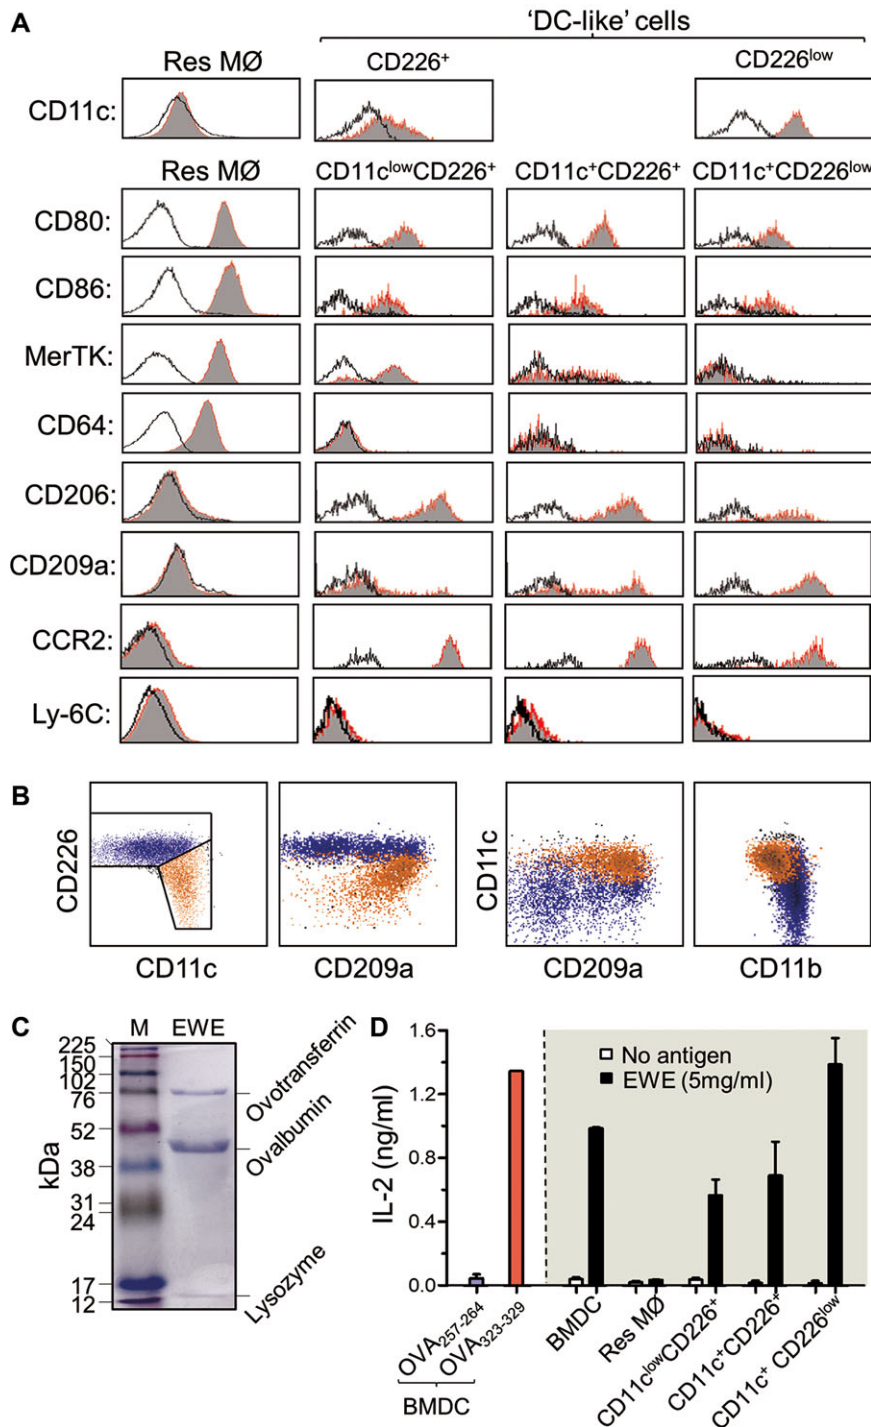 A
‘DC-like’ cells
Res MØ
CD226+
CD226low
CD11c:
Res MØ
CD11clowCD226+
CD11c+CD226+
CD11c+CD226low
CD80:
CD86:
MerTK:
CD64:
CD206:
CD209a:
CCR2:
Ly-6C:
B
CD226
CD11c
CD209a
CD11c
CD209a
CD11b
C
M
EWE
kDa
225
150
102
76
52
38
31
24
17
12
Ovotransferrin
Ovalbumin
Lysozyme
D
IL-2 (ng/ml)
1.6
1.2
0.8
0.4
0.0
No antigen
EWE (5mg/ml)
OVA257-264
OVA323-329
BMDC
BMDC
Res MØ
CD11clowCD226+
CD11c+CD226+
CD11c+ CD226low